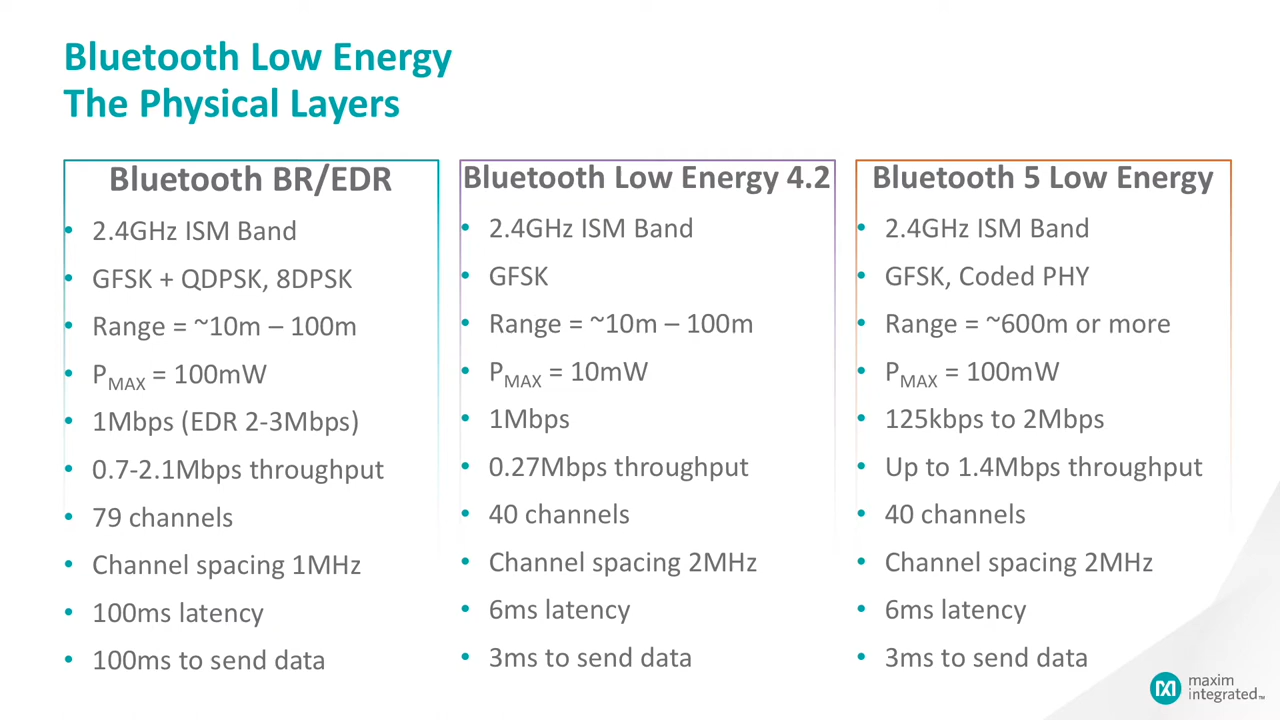 Bluetooth Low Energy
The Physical Layers
Bluetooth BR/EDR
• 2.4GHz ISM Band
• GFSK + QDPSK, 8DPSK
• Range = ~10m – 100m
• PMAX = 100mW
• 1Mbps (EDR 2-3Mbps)
• 0.7-2.1Mbps throughput
• 79 channels
• Channel spacing 1MHz
• 100ms latency
• 100ms to send data
Bluetooth Low Energy 4.2
• 2.4GHz ISM Band
• GFSK
• Range = ~10m – 100m
• PMAX = 10mW
• 1Mbps
• 0.27Mbps throughput
• 40 channels
• Channel spacing 2MHz
• 6ms latency
• 3ms to send data
Bluetooth 5 Low Energy
• 2.4GHz ISM Band
• GFSK, Coded PHY
• Range = ~600m or more
• PMAX = 100mW
• 125kbps to 2Mbps
• Up to 1.4Mbps throughput
• 40 channels
• Channel spacing 2MHz
• 6ms latency
• 3ms to send data
maxim
integrated™